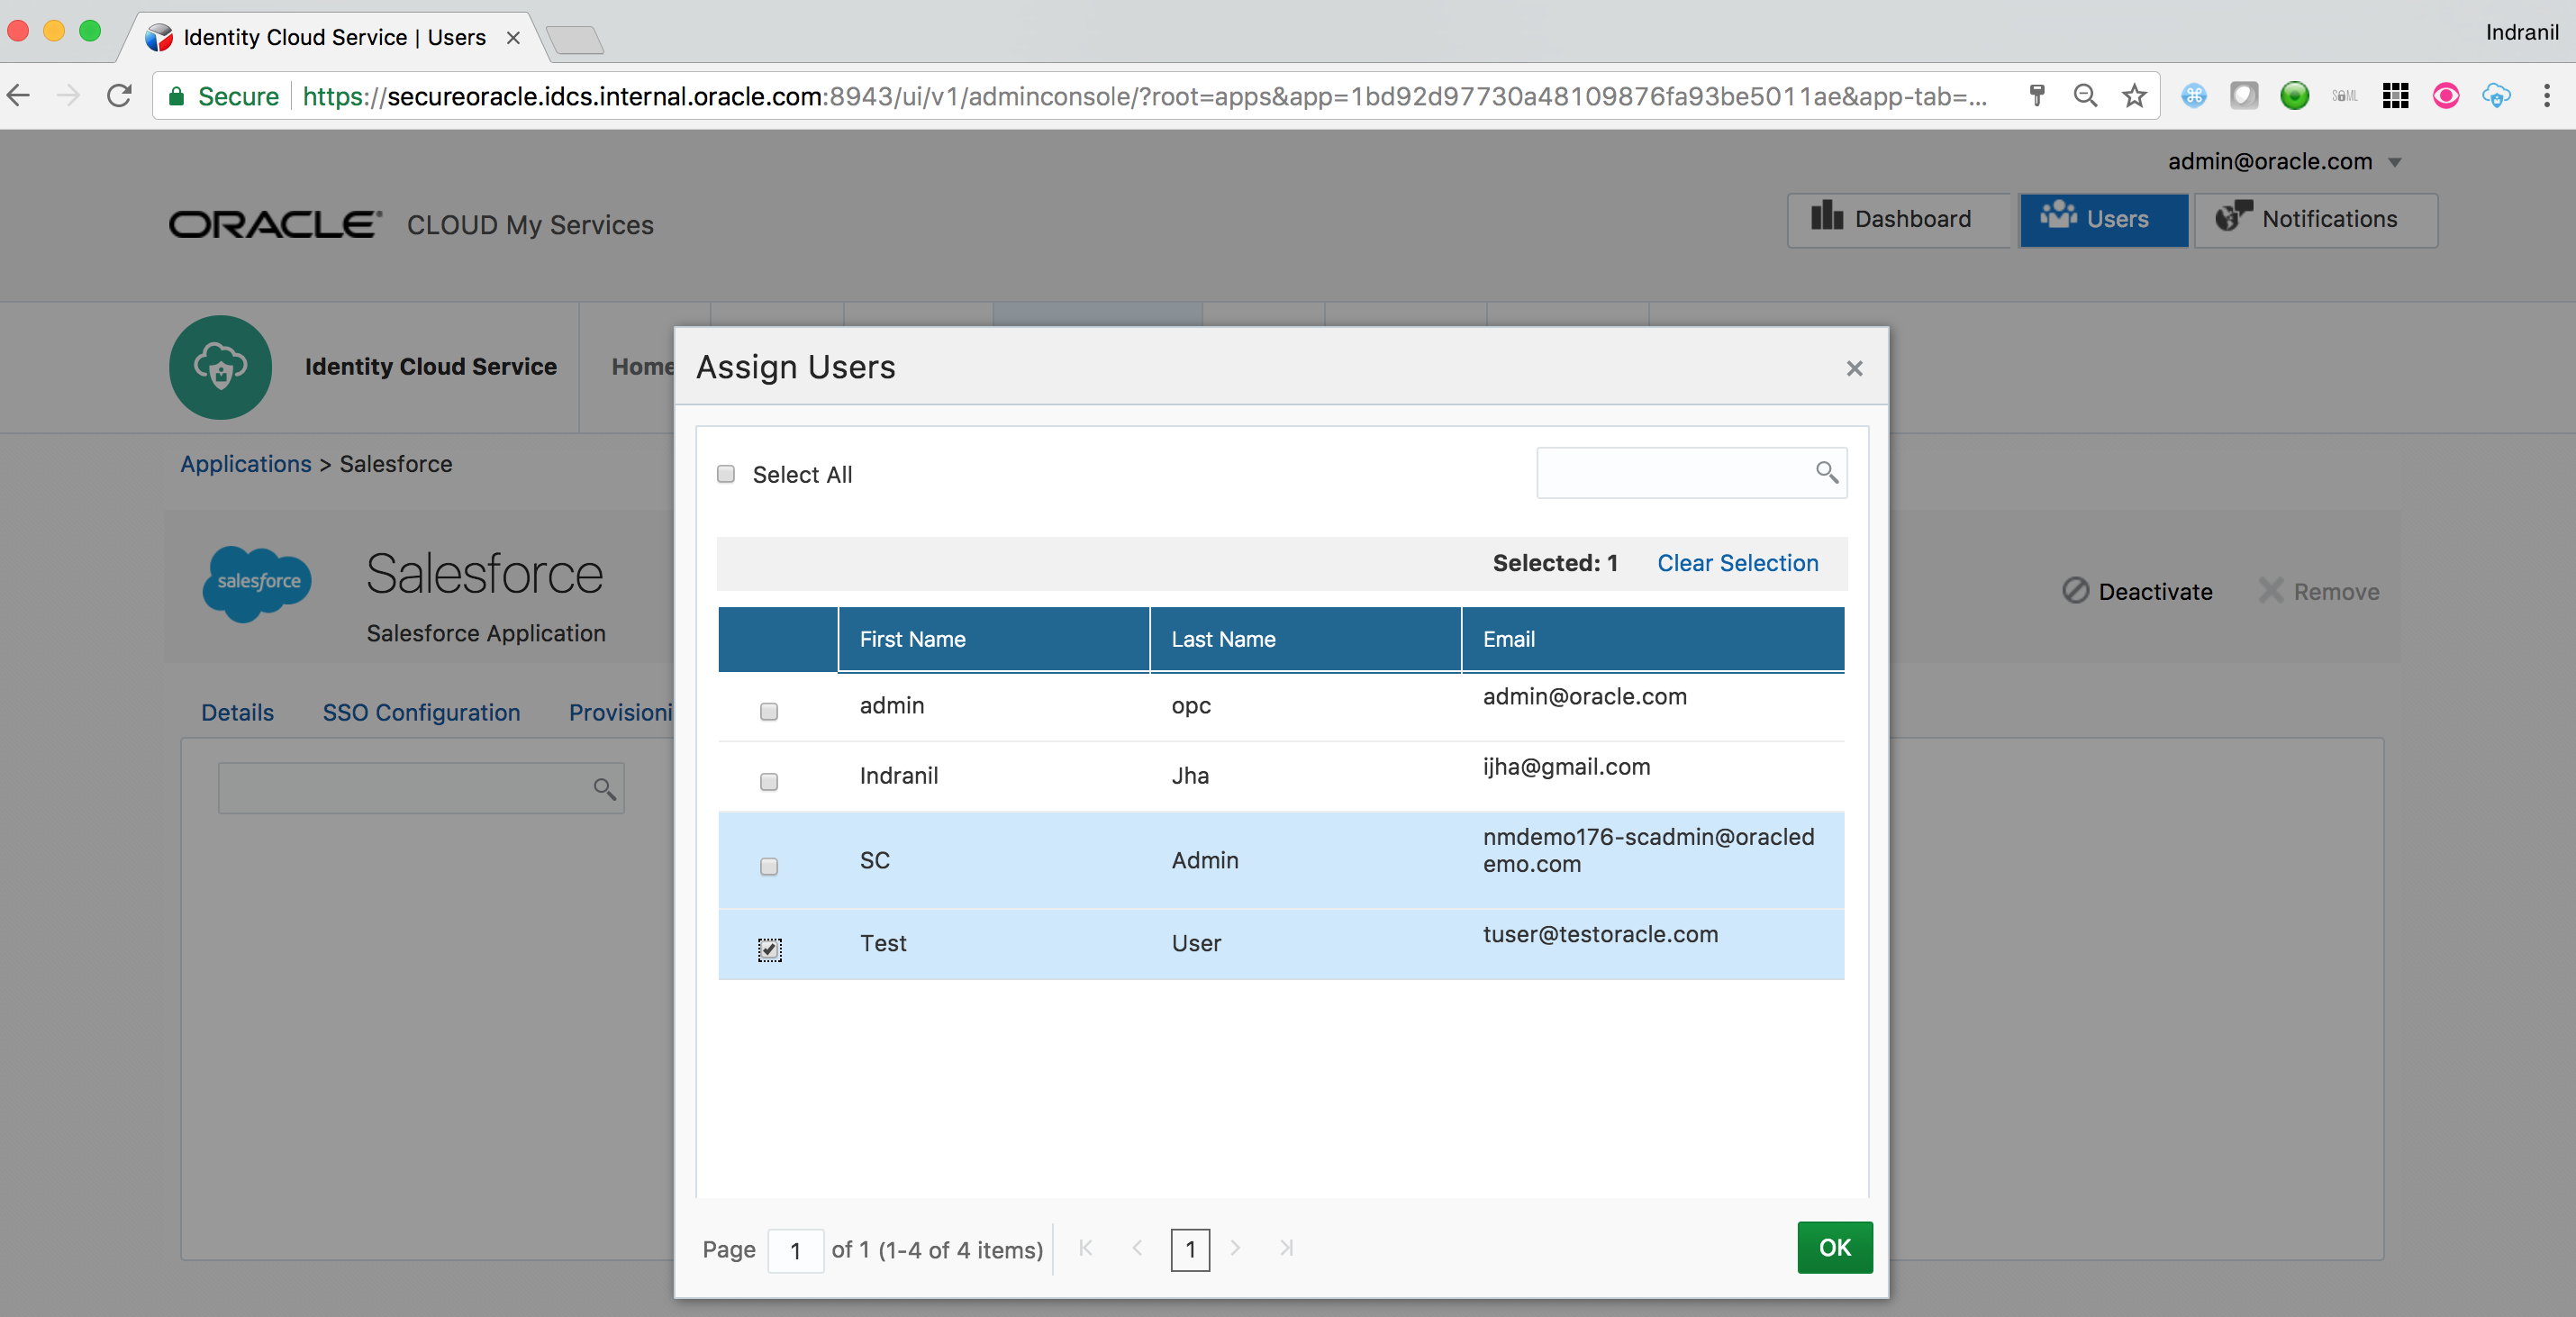 Identity Cloud Service | Users
Indranil
Secure
https://secureoracle.idcs.internal.oracle.com:8943/ui/v1/adminconsole/?root=apps&app=1bd92d97730a48109876fa93be5011ae&app-tab=...
admin@oracle.com
ORACLE CLOUD My Services
Dashboard
Users
Notifications
Identity Cloud Service
Home
Assign Users
Applications > Salesforce
Select All
Selected: 1
Clear Selection
salesforce
Salesforce
Salesforce Application
Deactivate
Remove
First Name
Last Name
Email
Details
SSO Configuration
Provisioni
admin
opc
admin@oracle.com
Indranil
Jha
ijha@gmail.com
SC
Admin
nmdemo176-scadmin@oracled
emo.com
Test
User
tuser@testoracle.com
Page 1 of 1 (1-4 of 4 items)
1
OK